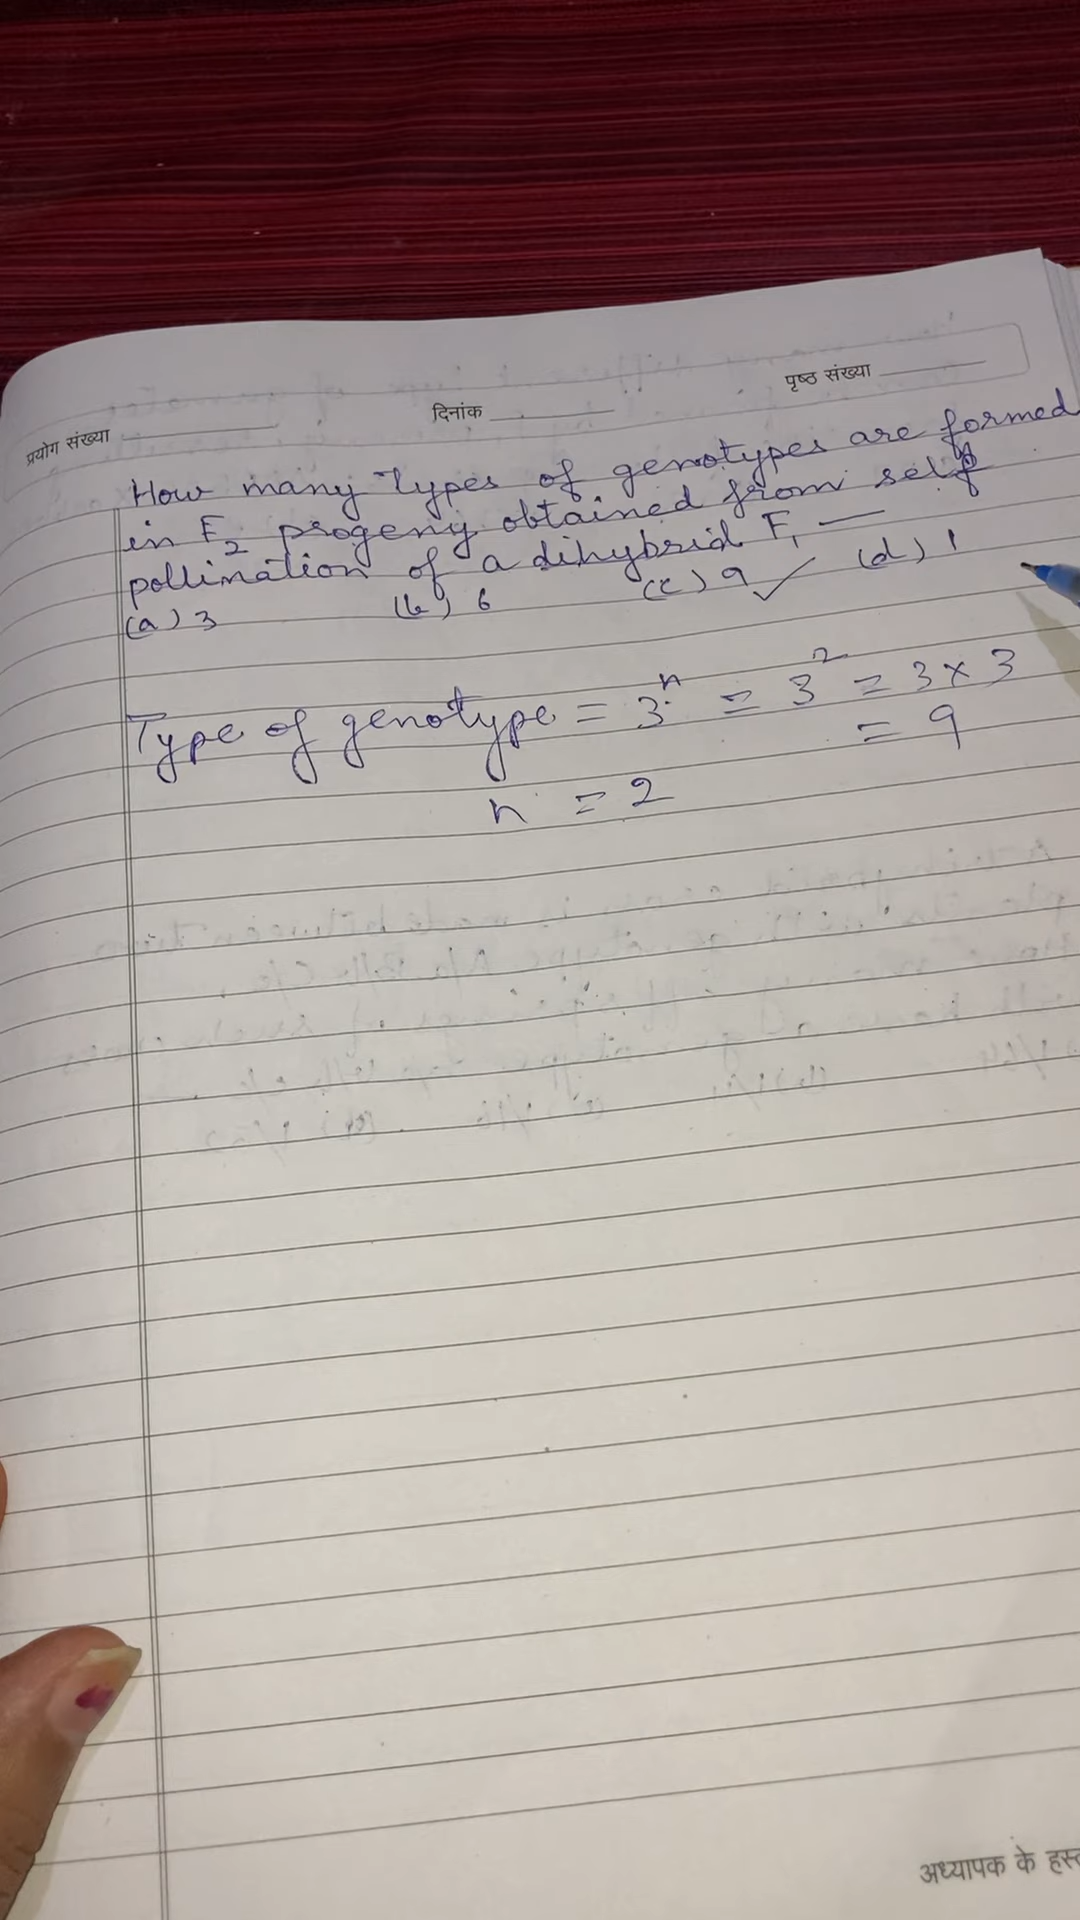 पृष्ठ संख्या
दिनांक
प्रयोग संख्या
How many types of genotypes are formed
in F2 progeny obtained from self
pollination of a dihybrid F1 —
(a) 3 (b) 6 (c) 9 ✓ (d) 1
Type of genotype = 3^n = 3^2 = 3 × 3
= 9
n = 2
अध्यापक के